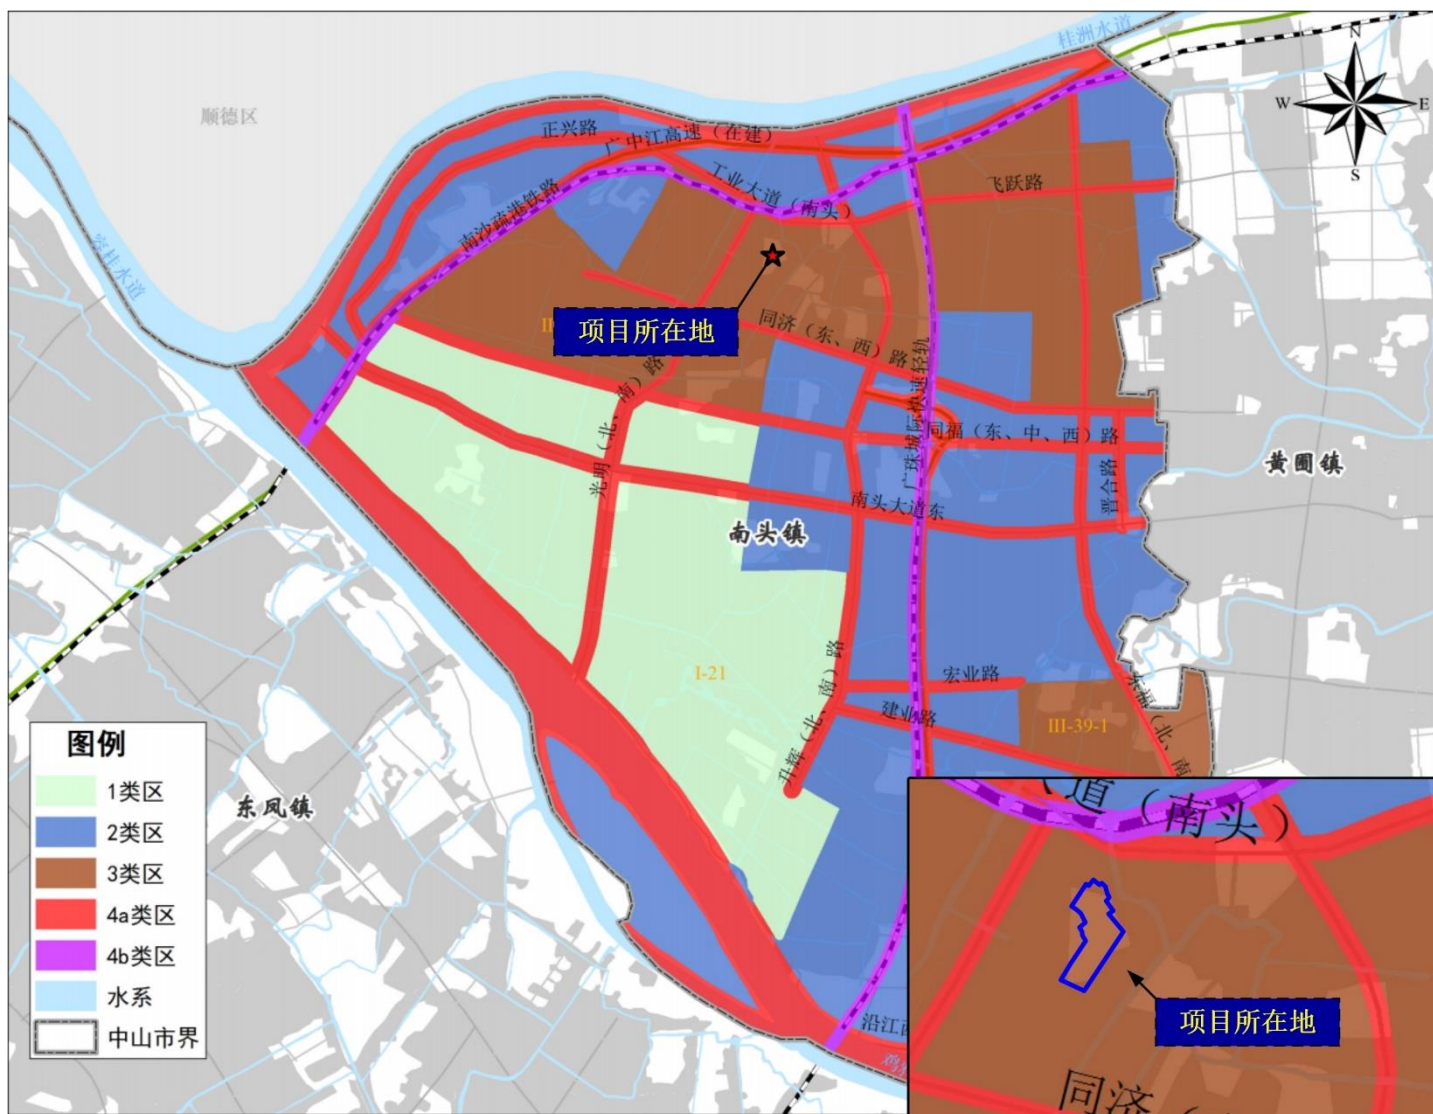 桂洲水道
N
W
E
S
顺德区
正兴路
广中江高速（在建）
工业大道（南头）
飞跃路
南沙疏港铁路
容桂水道
项目所在地
同济（东、西）路
光明（北、南）路
广珠城际快速轻轨
同福（东、中、西）路
晋合路
黄圃镇
南头大道东
南头镇
I-21
升辉（北、南）路
宏业路
建业路
III-39-1
东福（北、南
东凤镇
图例
1类区
2类区
3类区
4a类区
4b类区
水系
中山市界
沿江
道（南头）
项目所在地
同济